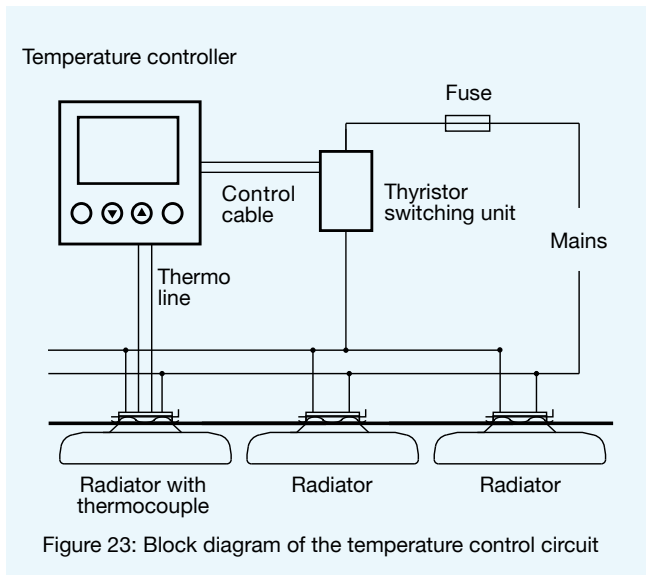 Temperature controller
Fuse
Control
cable
Thyristor
switching unit
Mains
Thermo
line
Radiator with
thermocouple
Radiator
Radiator
Figure 23: Block diagram of the temperature control circuit